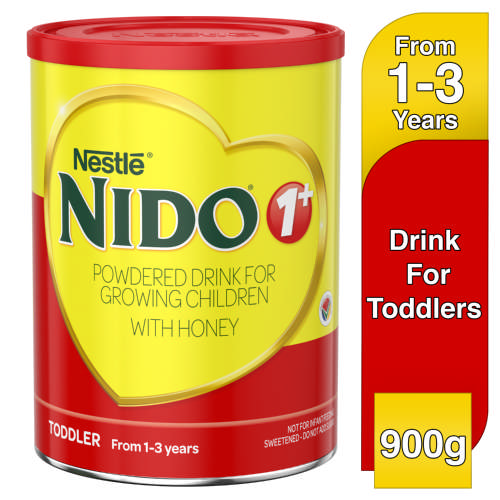 Nestlé®
NIDO® 1+
POWDERED DRINK FOR
GROWING CHILDREN
WITH HONEY
TODDLER From 1-3 years
NOT FOR INFANT FEEDING
SWEETENED - DO NOT ADD
From
1-3
Years
Drink
For
Toddlers
900g